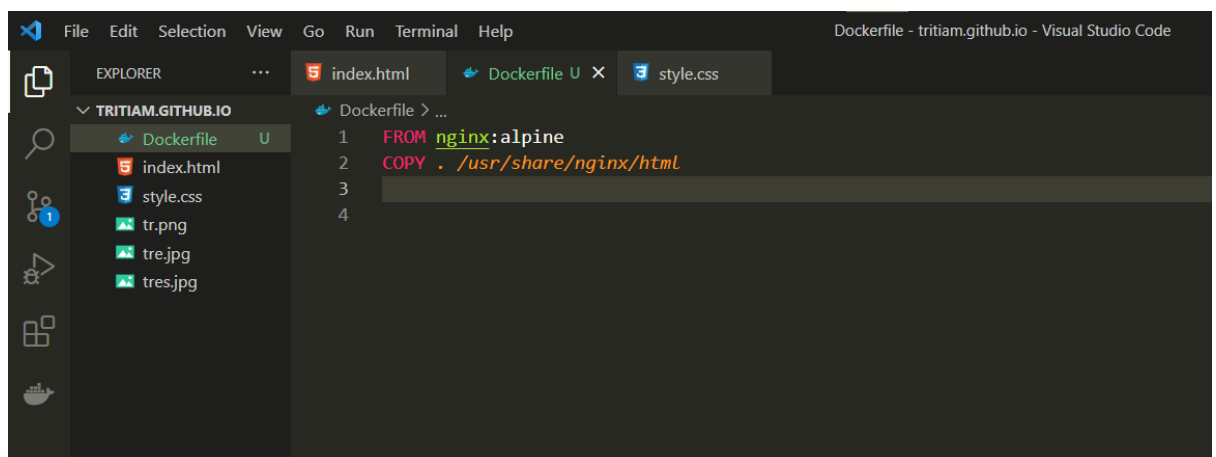 File Edit Selection View Go Run Terminal Help Dockerfile - tritiam.github.io - Visual Studio Code
EXPLORER ...
index.html Dockerfile U style.css
TRITIAM.GITHUB.IO
Dockerfile U
index.html
style.css
tr.png
tre.jpg
tres.jpg
1
Dockerfile > ...
1 FROM nginx:alpine
2 COPY . /usr/share/nginx/html
3
4